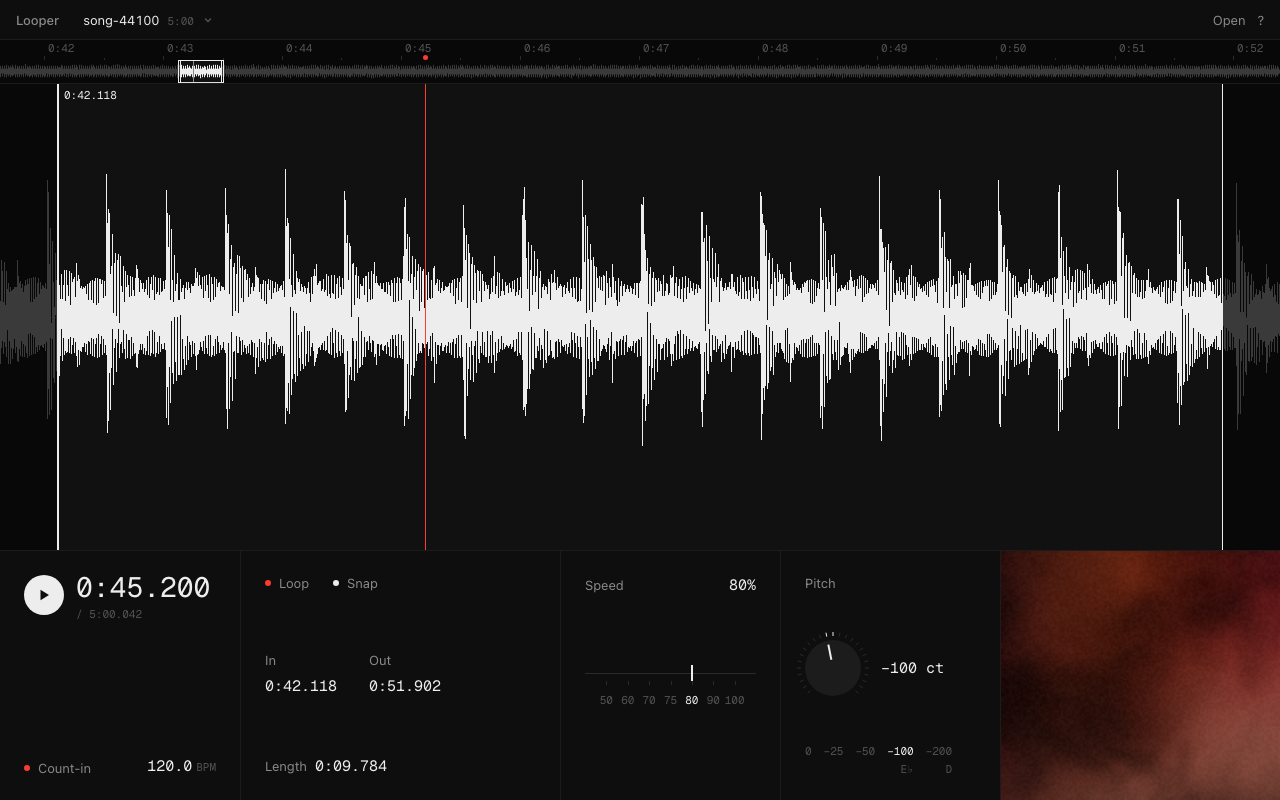 Looper song-44100 5:00 Open ?
0:42 0:43 0:44 0:45 0:46 0:47 0:48 0:49 0:50 0:51 0:52
0:42.118
0:45.200
/ 5:00.042
Count-in 120.0 BPM
Loop Snap
In Out
0:42.118 0:51.902
Length 0:09.784
Speed 80%
50 60 70 75 80 90 100
Pitch
−100 ct
0 −25 −50 −100 −200
E♭ D